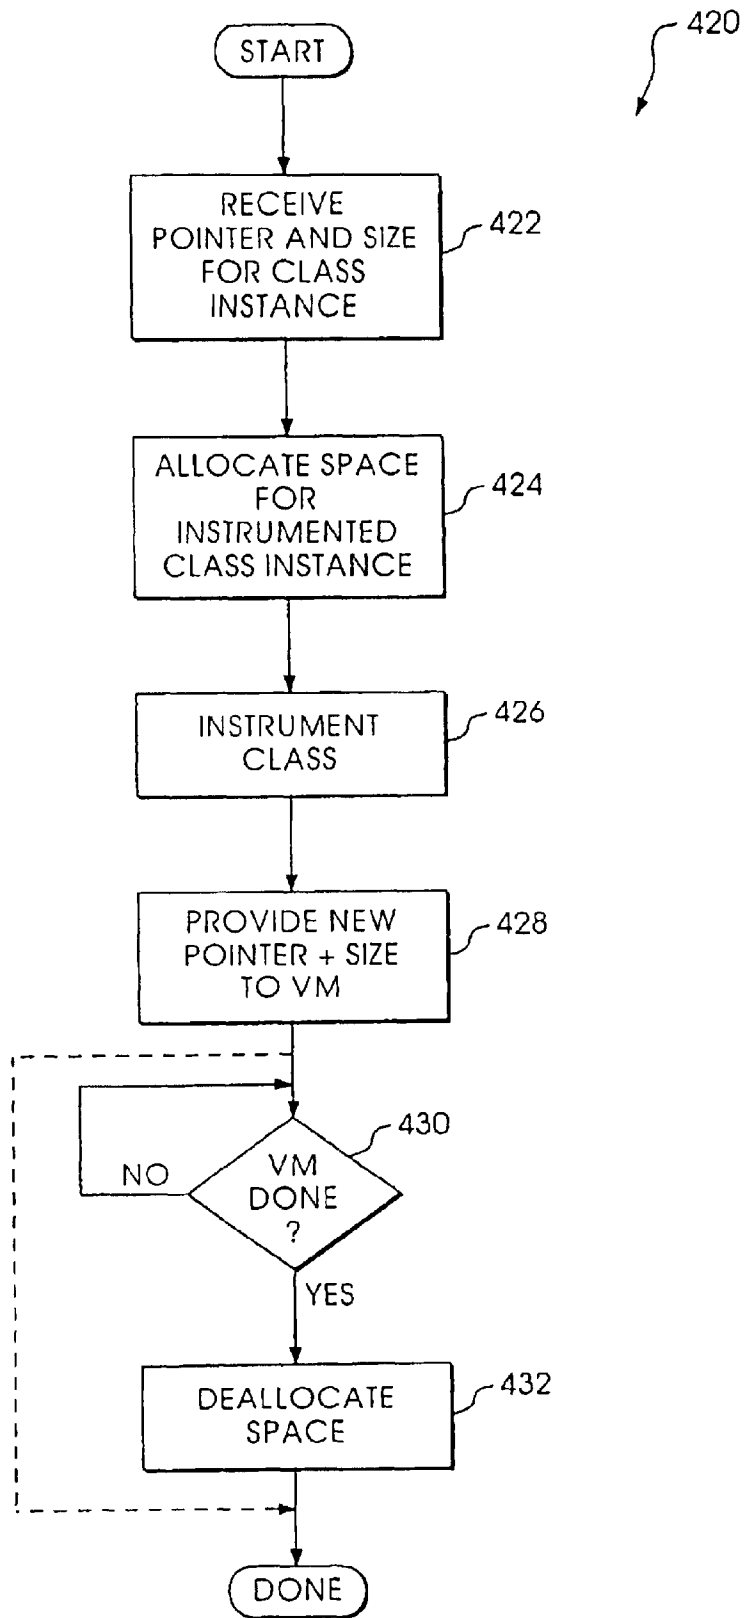 420
START
RECEIVE
POINTER AND SIZE
FOR CLASS
INSTANCE
422
ALLOCATE SPACE
FOR
INSTRUMENTED
CLASS INSTANCE
424
INSTRUMENT
CLASS
426
PROVIDE NEW
POINTER + SIZE
TO VM
428
430
VM
DONE
?
NO
YES
DEALLOCATE
SPACE
432
DONE